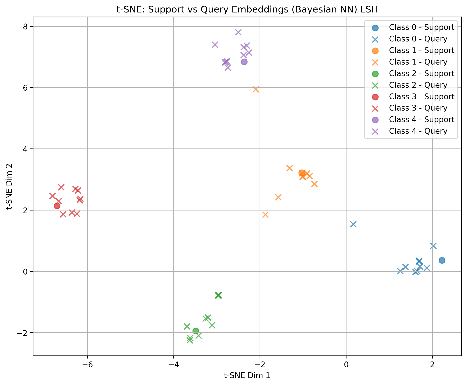 t-SNE: Support vs Query Embeddings (Bayesian NN) LSH
Class 0 - Support
Class 0 - Query
Class 1 - Support
Class 1 - Query
Class 2 - Support
Class 2 - Query
Class 3 - Support
Class 3 - Query
Class 4 - Support
Class 4 - Query
8
6
4
2
0
−2
t-SNE Dim 2
−6
−4
−2
0
2
t-SNE Dim 1